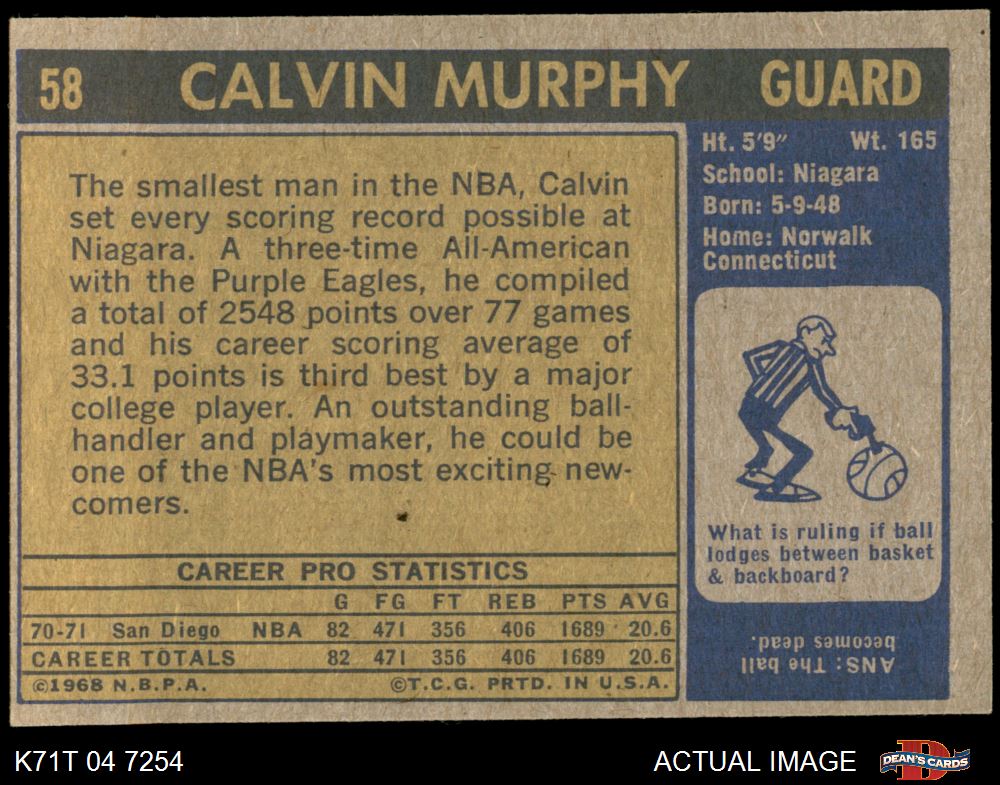 58 CALVIN MURPHY GUARD
The smallest man in the NBA, Calvin
set every scoring record possible at
Niagara. A three-time All-American
with the Purple Eagles, he compiled
a total of 2548 points over 77 games
and his career scoring average of
33.1 points is third best by a major
college player. An outstanding ball-
handler and playmaker, he could be
one of the NBA's most exciting new-
comers.
CAREER PRO STATISTICS
G FG FT REB PTS AVG
70-71 San Diego NBA 82 471 356 406 1689 20.6
CAREER TOTALS 82 471 356 406 1689 20.6
©1968 N.B.P.A. ©T.C.G. PRTD. IN U.S.A.
Ht. 5'9" Wt. 165
School: Niagara
Born: 5-9-48
Home: Norwalk
Connecticut
What is ruling if ball
lodges between basket
& backboard?
ANS: The ball
becomes dead.
K71T 04 7254 ACTUAL IMAGE DEAN'S CARDS